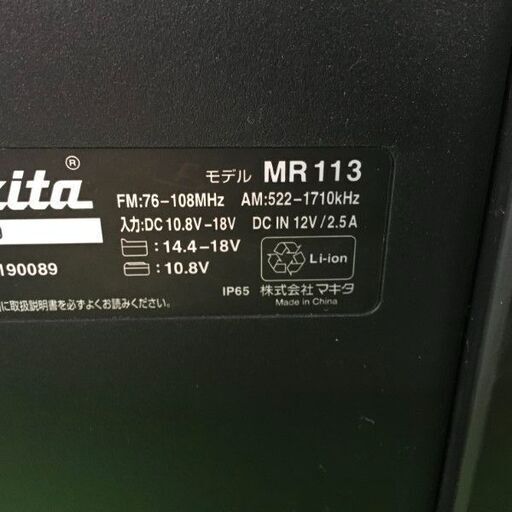 kita®
モデル MR113
FM:76-108MHz AM:522-1710kHz
入力:DC 10.8V-18V DC IN 12V/2.5A
:14.4-18V
:10.8V
Li-ion
190089
IP65 株式会社マキタ
に取扱説明書を必ずよくお読みください。
Made in China